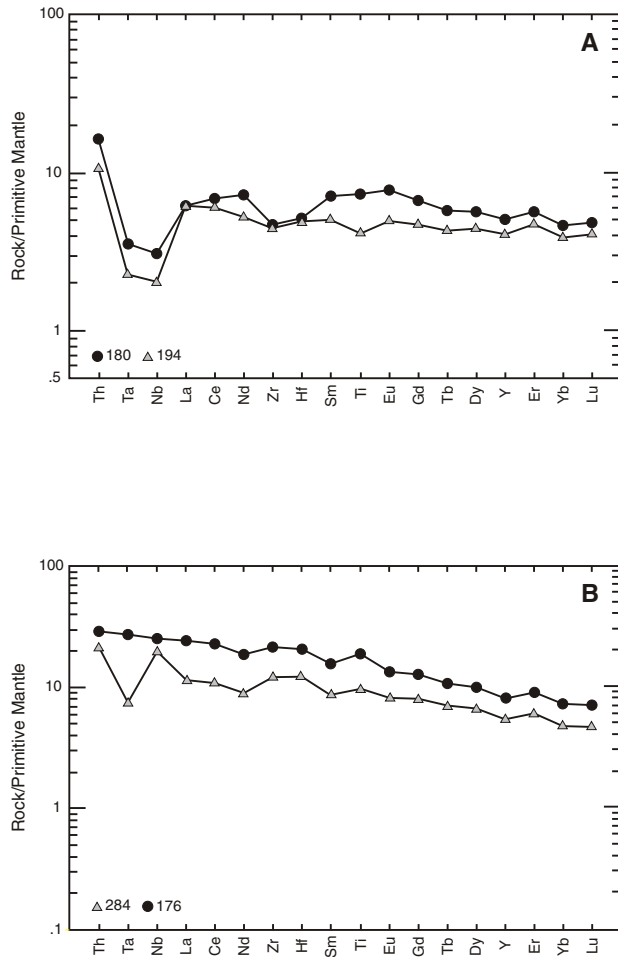 100
A
10
Rock/Primitive Mantle
1
180 194
.5
Th Ta Nb La Ce Nd Zr Hf Sm Ti Eu Gd Tb Dy Y Er Yb Lu
100
B
10
Rock/Primitive Mantle
1
284 176
.1
Th Ta Nb La Ce Nd Zr Hf Sm Ti Eu Gd Tb Dy Y Er Yb Lu